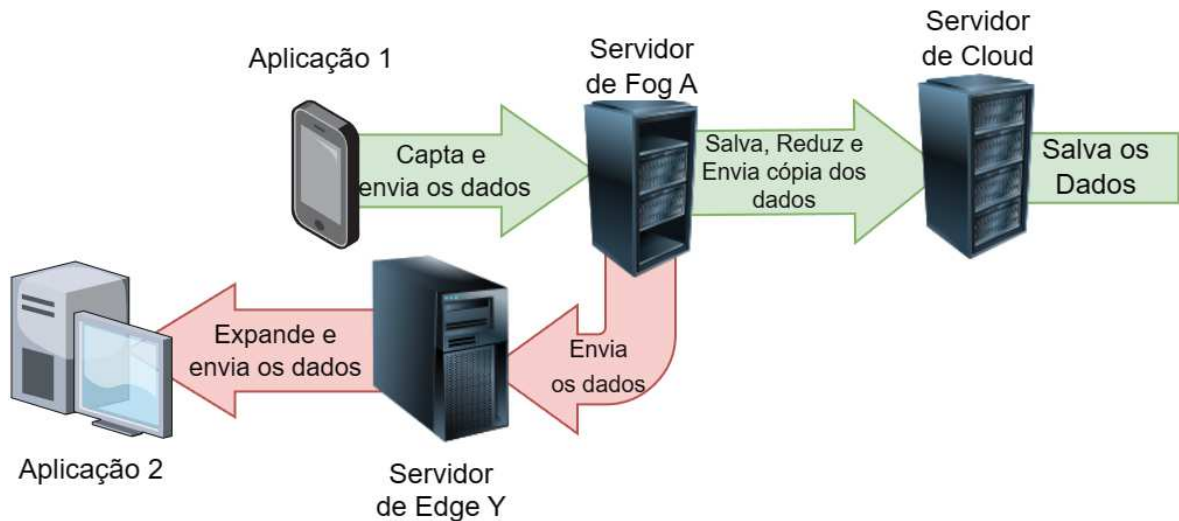 Aplicação 1
Servidor
de Fog A
Servidor
de Cloud
Capta e
envia os dados
Salva, Reduz e
Envia cópia dos
dados
Salva os
Dados
Expande e
envia os dados
Envia
os dados
Aplicação 2
Servidor
de Edge Y